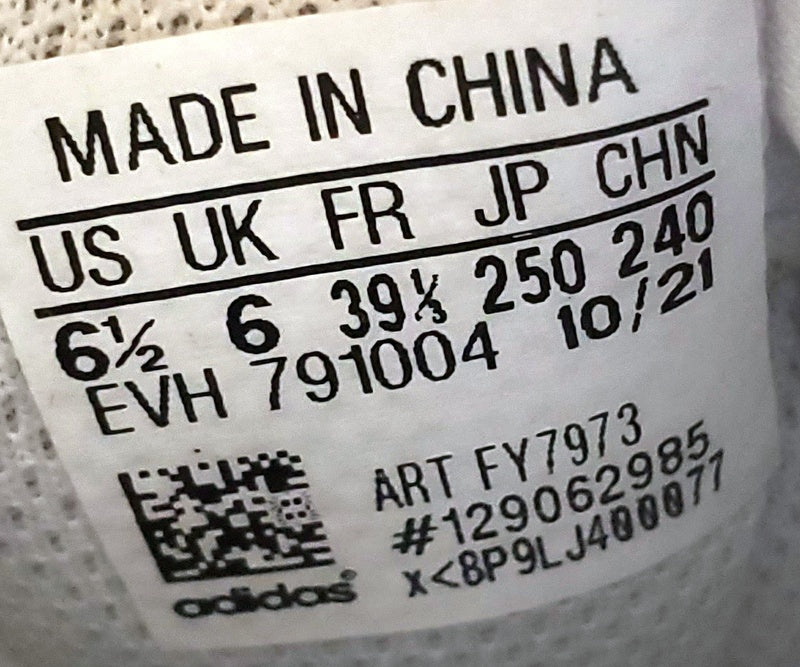 MADE IN CHINA
US UK FR JP CHN
6½ 6 39⅓ 250 240
EVH 791004 10/21
ART FY7973
#129062985
x<8P9LJ400077
adidas®